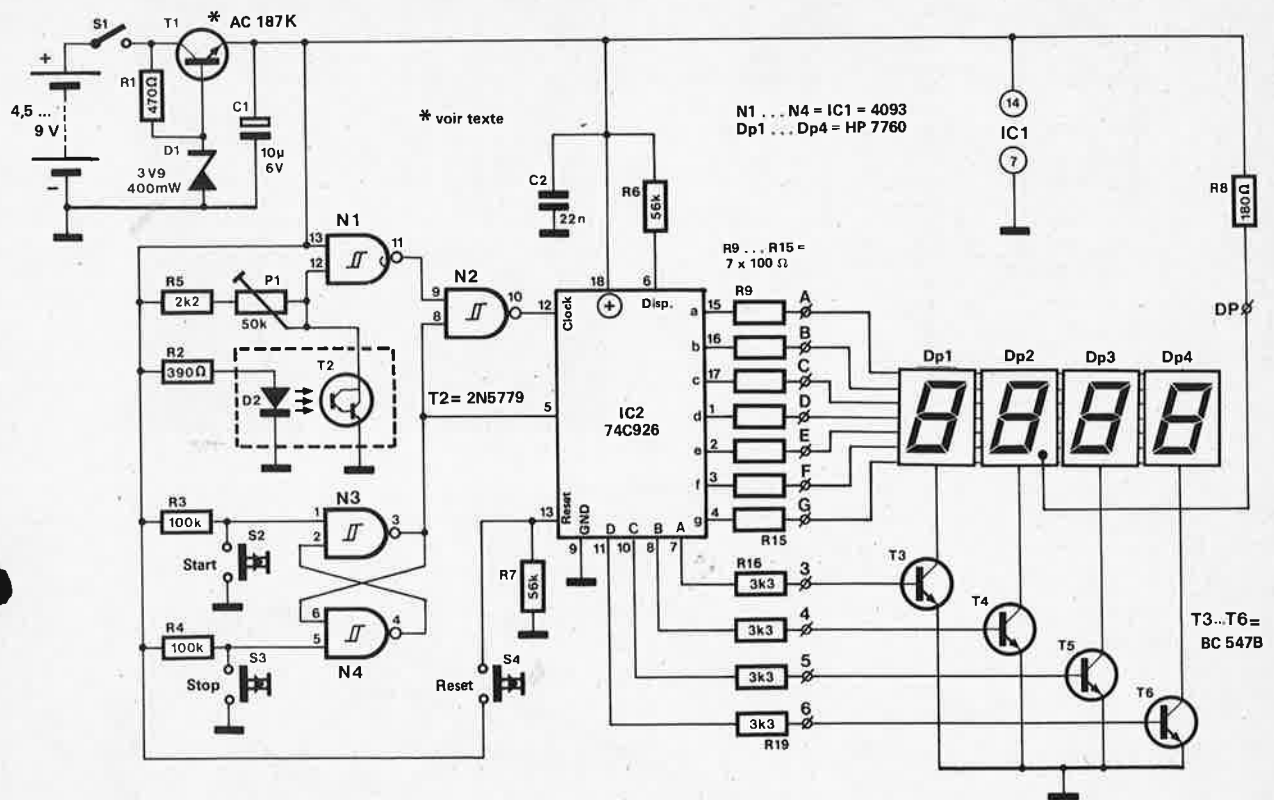 S1
T1
* AC 187K
+
R1
470Ω
C1
4,5 ...
9 V
D1
10µ
6V
3V9
400mW
−
* voir texte
N1 . . . N4 = IC1 = 4093
Dp1 . . . Dp4 = HP 7760
14
IC1
7
C2
22n
R6
56k
R8
180Ω
N1
13
11
12
R5
2k2
P1
50k
N2
9
10
8
12
R9 . . . R15 =
7 x 100 Ω
18
6
+
Disp.
Clock
R2
390Ω
D2
T2
T2= 2N5779
5
IC2
74C926
a
15
R9
A
b
16
B
c
17
C
d
1
D
e
2
E
f
3
F
g
4
R15
G
DP
Dp1
Dp2
Dp3
Dp4
R3
100k
N3
1
2
3
Start
S2
R4
100k
6
5
4
N4
Stop
S3
Reset
S4
R7
56k
13
Reset
GND
D
C
B
A
9
11
10
8
7
R16
3k3
3
T3
3k3
4
T4
3k3
5
T5
3k3
6
R19
T6
T3...T6=
BC 547B